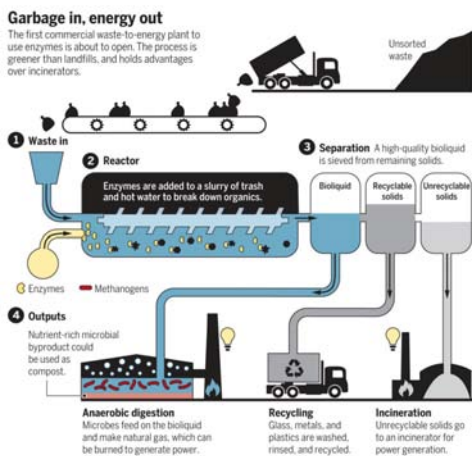 Garbage in, energy out
The first commercial waste-to-energy plant to
use enzymes is about to open. The process is
greener than landfills, and holds advantages
over incinerators.
Unsorted
waste
1 Waste in
2 Reactor
Enzymes are added to a slurry of trash
and hot water to break down organics.
3 Separation A high-quality bioliquid
is sieved from remaining solids.
Bioliquid
Recyclable
solids
Unrecyclable
solids
Enzymes
Methanogens
4 Outputs
Nutrient-rich microbial
byproduct could
be used as
compost.
Anaerobic digestion
Microbes feed on the bioliquid
and make natural gas, which can
be burned to generate power.
Recycling
Glass, metals, and
plastics are washed,
rinsed, and recycled.
Incineration
Unrecyclable solids go
to an incinerator for
power generation.